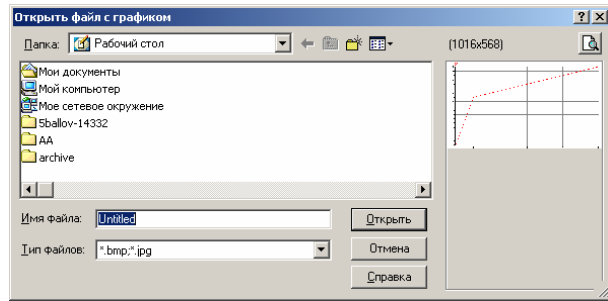 Открыть файл с графиком
Папка: Рабочий стол (1016x568)
Мои документы
Мой компьютер
Мое сетевое окружение
5ballov-14332
AA
archive
Имя файла: Untitled Открыть
Тип файлов: *.bmp;*.jpg Отмена
Справка